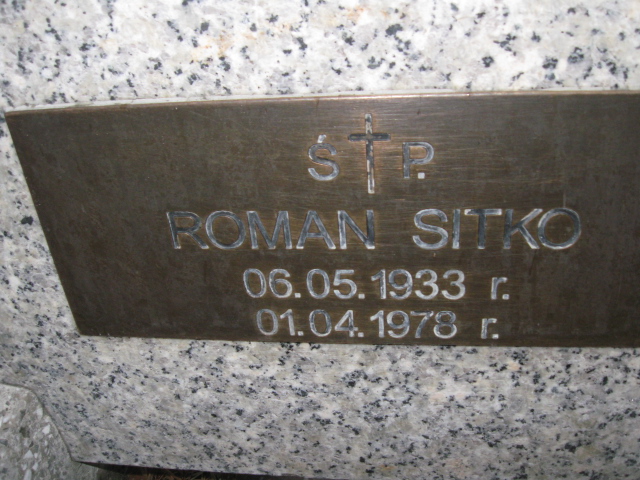 Ś P.
ROMAN SITKO
06.05.1933 r.
01.04.1978 r.